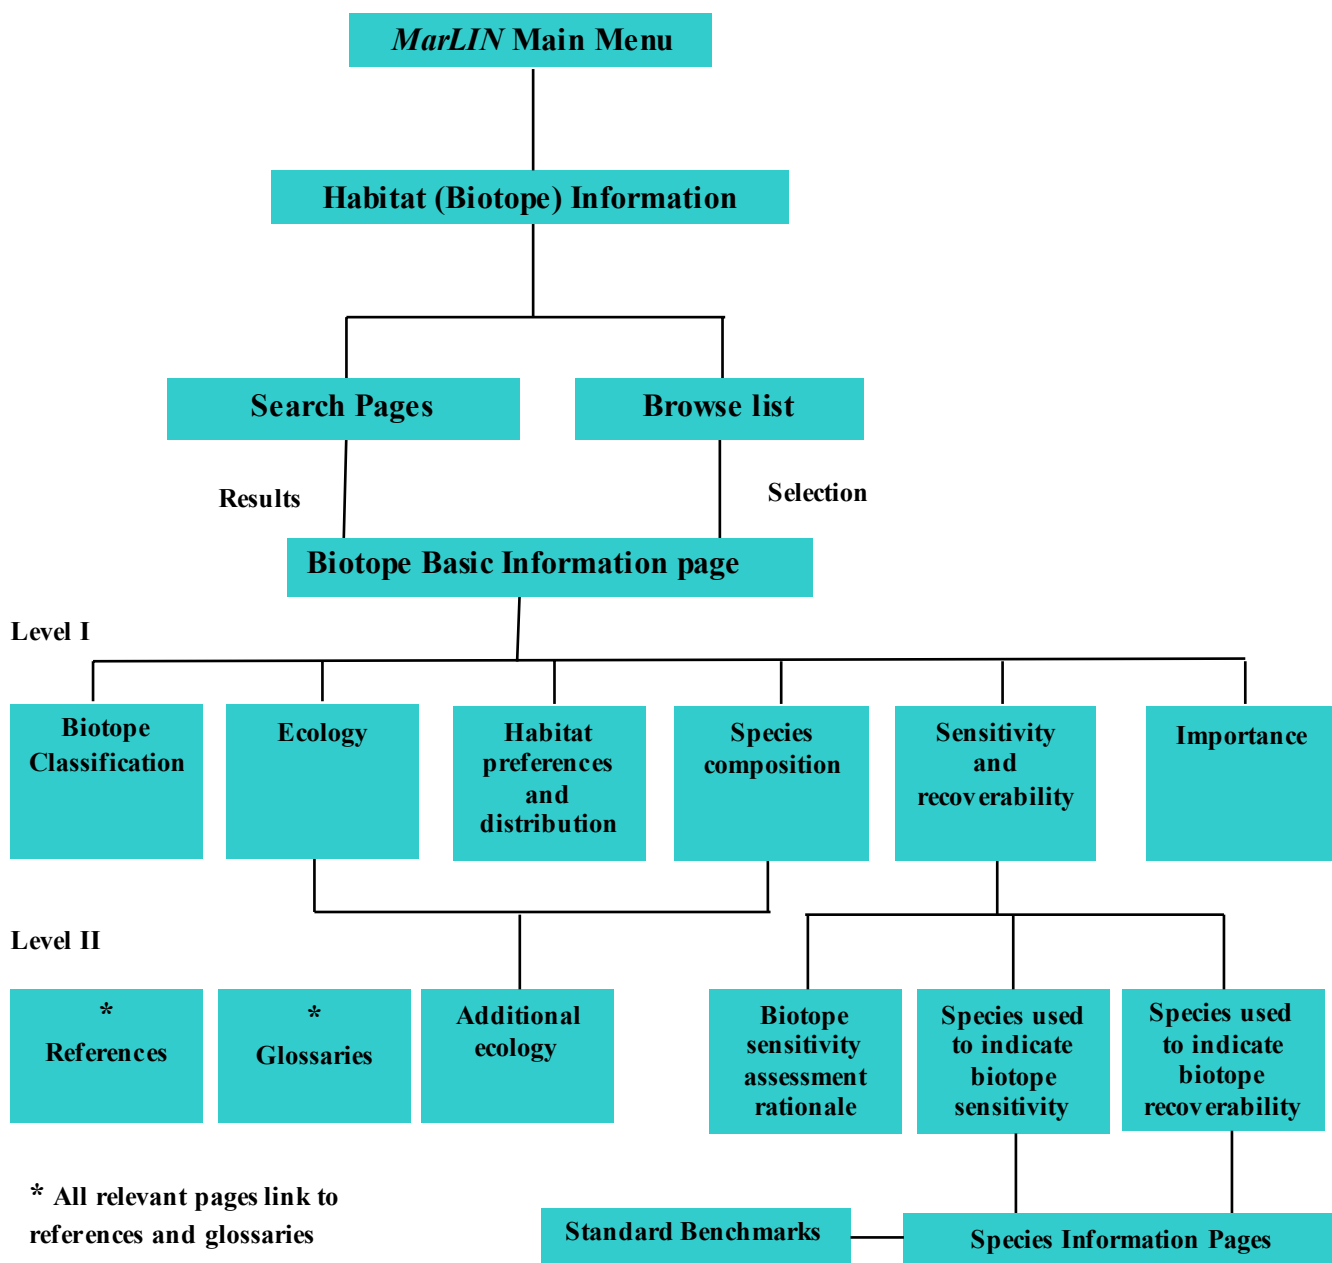 MarLIN Main Menu
Habitat (Biotope) Information
Search Pages
Browse list
Results
Selection
Biotope Basic Information page
Level I
Biotope
Classification
Ecology
Habitat
preferences
and
distribution
Species
composition
Sensitivity
and
recoverability
Importance
Level II
*
References
*
Glossaries
Additional
ecology
Biotope
sensitivity
assessment
rationale
Species used
to indicate
biotope
sensitivity
Species used
to indicate
biotope
recoverability
* All relevant pages link to
references and glossaries
Standard Benchmarks
Species Information Pages